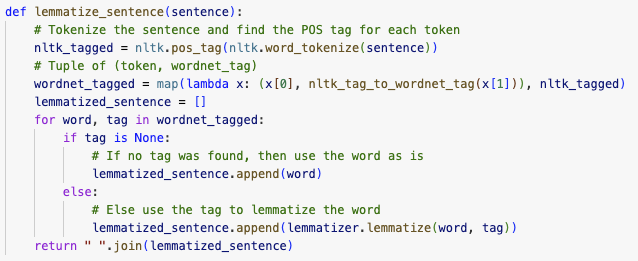 def lemmatize_sentence(sentence):
    # Tokenize the sentence and find the POS tag for each token
    nltk_tagged = nltk.pos_tag(nltk.word_tokenize(sentence))
    # Tuple of (token, wordnet_tag)
    wordnet_tagged = map(lambda x: (x[0], nltk_tag_to_wordnet_tag(x[1])), nltk_tagged)
    lemmatized_sentence = []
    for word, tag in wordnet_tagged:
        if tag is None:
            # If no tag was found, then use the word as is
            lemmatized_sentence.append(word)
        else:
            # Else use the tag to lemmatize the word
            lemmatized_sentence.append(lemmatizer.lemmatize(word, tag))
    return " ".join(lemmatized_sentence)